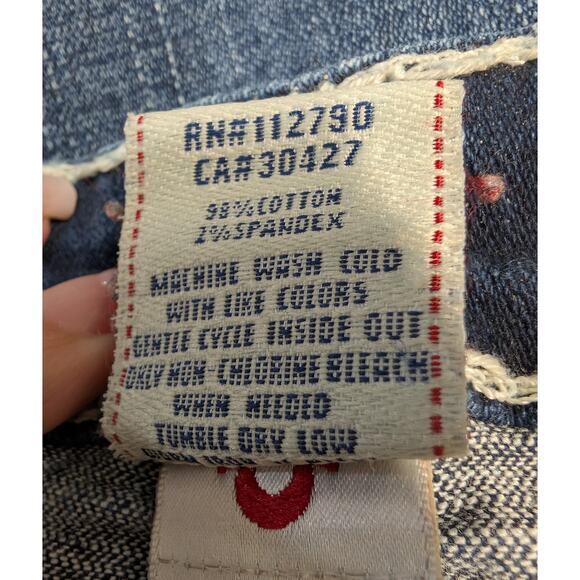 RN#112790
CA#30427
98%COTTON
2%SPANDEX
MACHINE WASH COLD
WITH LIKE COLORS
GENTLE CYCLE INSIDE OUT
ONLY NON-CHLORINE BLEACH
WHEN NEEDED
TUMBLE DRY LOW